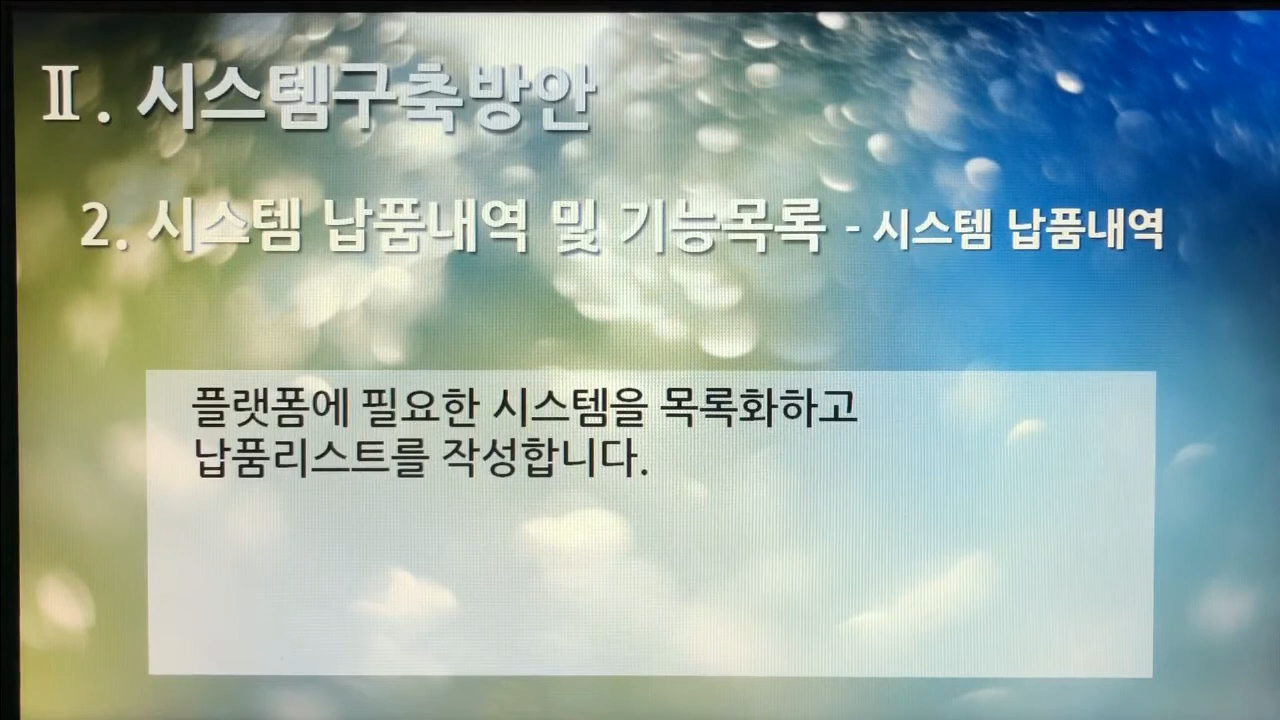 Ⅱ. 시스템구축방안
2. 시스템 납품내역 및 기능목록 - 시스템 납품내역
플랫폼에 필요한 시스템을 목록화하고
납품리스트를 작성합니다.